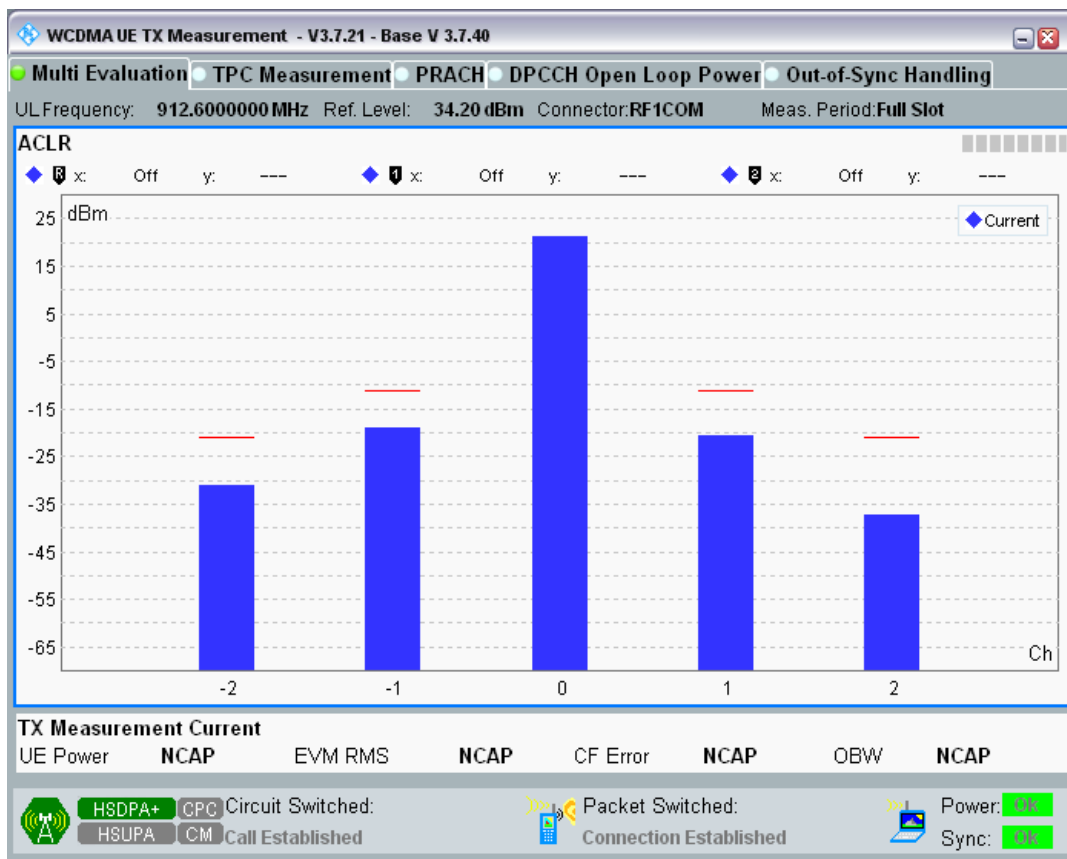 WCDMA UE TX Measurement - V3.7.21 - Base V 3.7.40
Multi Evaluation TPC Measurement PRACH DPCCH Open Loop Power Out-of-Sync Handling
UL Frequency: 912.6000000 MHz Ref. Level: 34.20 dBm Connector:RF1COM Meas. Period:Full Slot
ACLR
R x: Off y: --- 1 x: Off y: --- 2 x: Off y: ---
dBm
Current
25
15
5
-5
-15
-25
-35
-45
-55
-65
Ch
-2 -1 0 1 2
TX Measurement Current
UE Power NCAP EVM RMS NCAP CF Error NCAP OBW NCAP
HSDPA+ CPC Circuit Switched: Packet Switched: Power: OK
HSUPA CM Call Established Connection Established Sync: OK